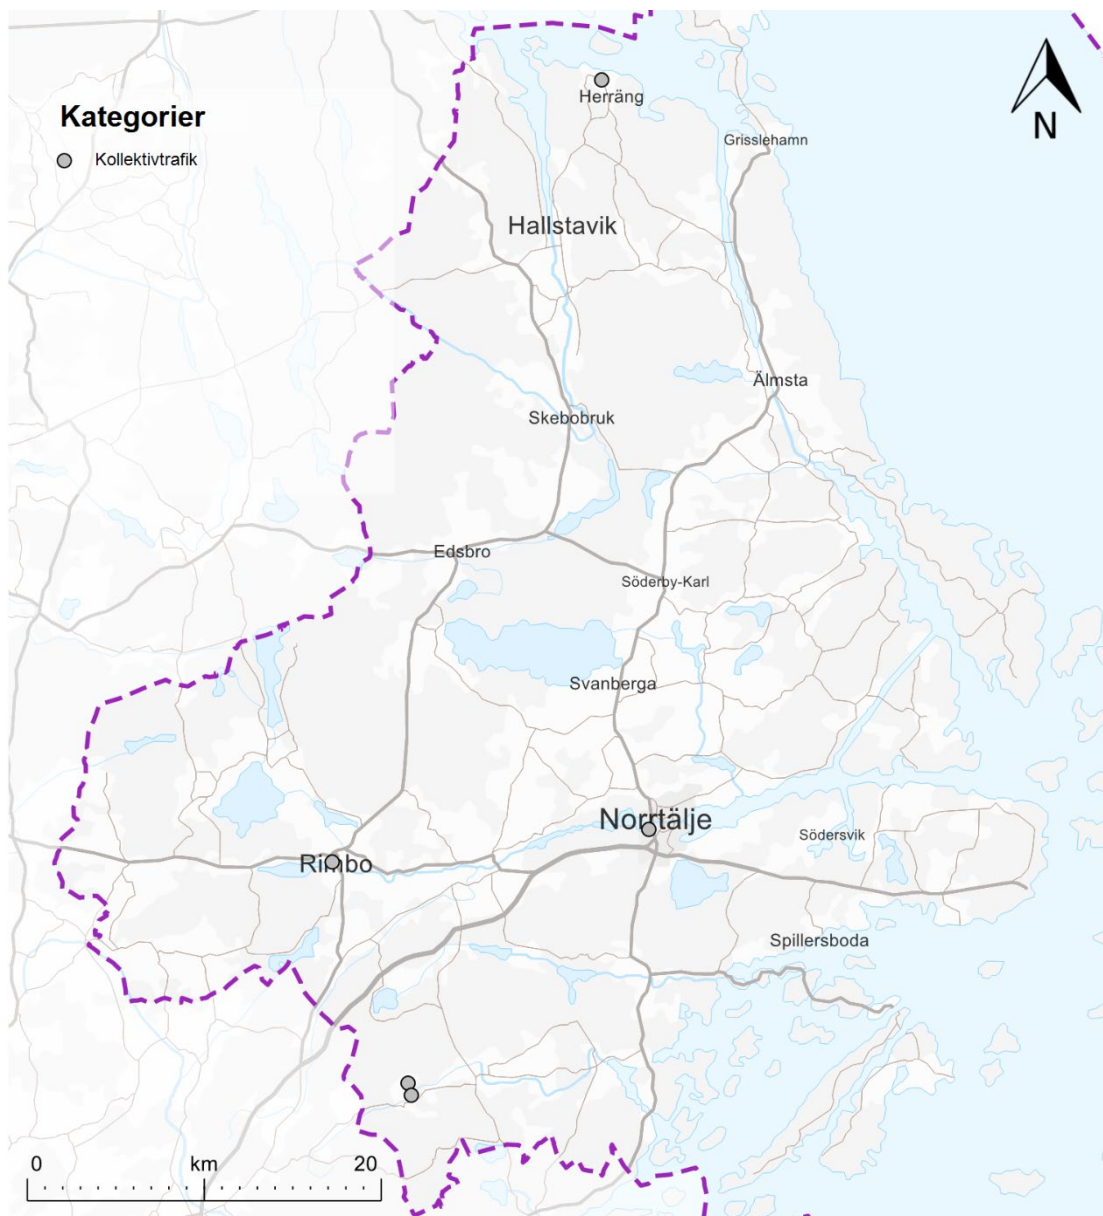 Herräng
N
Kategorier
Grisslehamn
Kollektivtrafik
Hallstavik
Älmsta
Skebobruk
Edsbro
Söderby-Karl
Svanberga
Norrtälje
Södersvik
Rimbo
Spillersboda
0 km 20